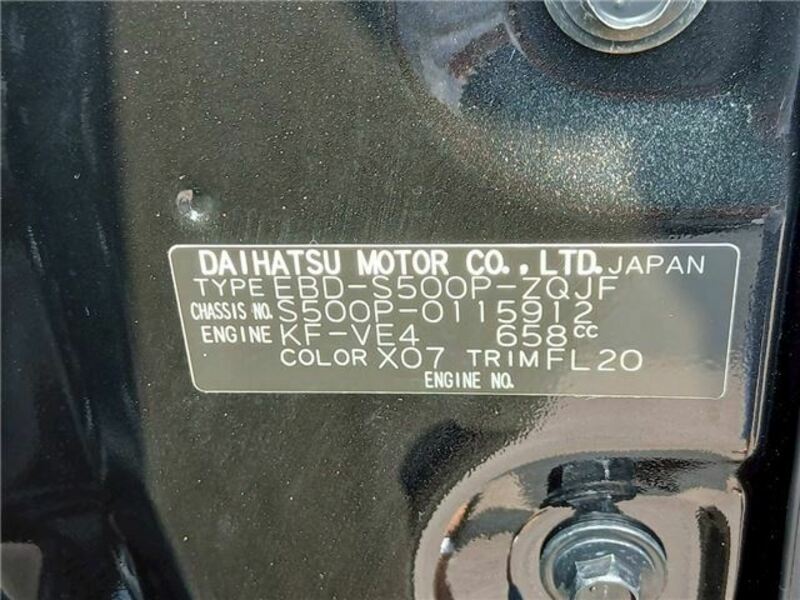 DAIHATSU MOTOR CO., LTD. JAPAN
TYPE EBD-S500P-ZQJF
CHASSIS NO. S500P-0115912
ENGINE KF-VE4 658cc
COLOR X07 TRIM FL20
ENGINE NO.